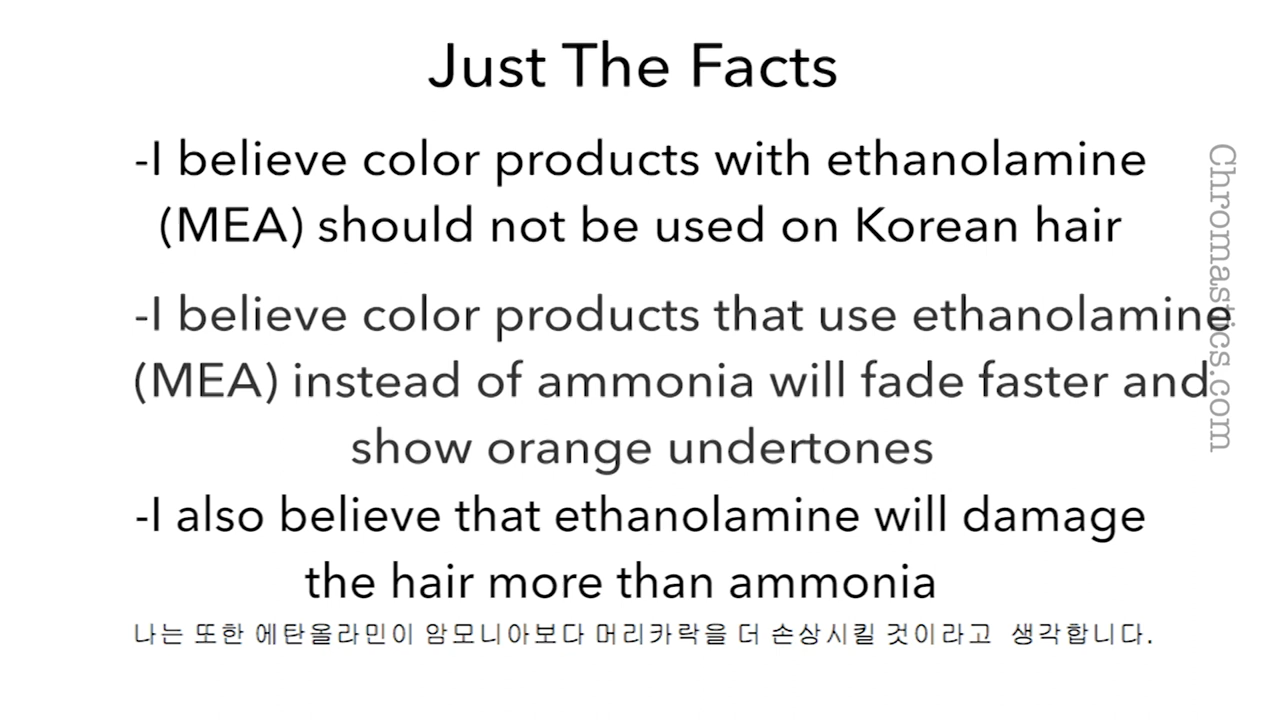 Just The Facts
-I believe color products with ethanolamine
(MEA) should not be used on Korean hair
-I believe color products that use ethanolamine
(MEA) instead of ammonia will fade faster and
show orange undertones
-I also believe that ethanolamine will damage
the hair more than ammonia
나는 또한 에탄올라민이 암모니아보다 머리카락을 더 손상시킬 것이라고 생각합니다.
Chromastics.com